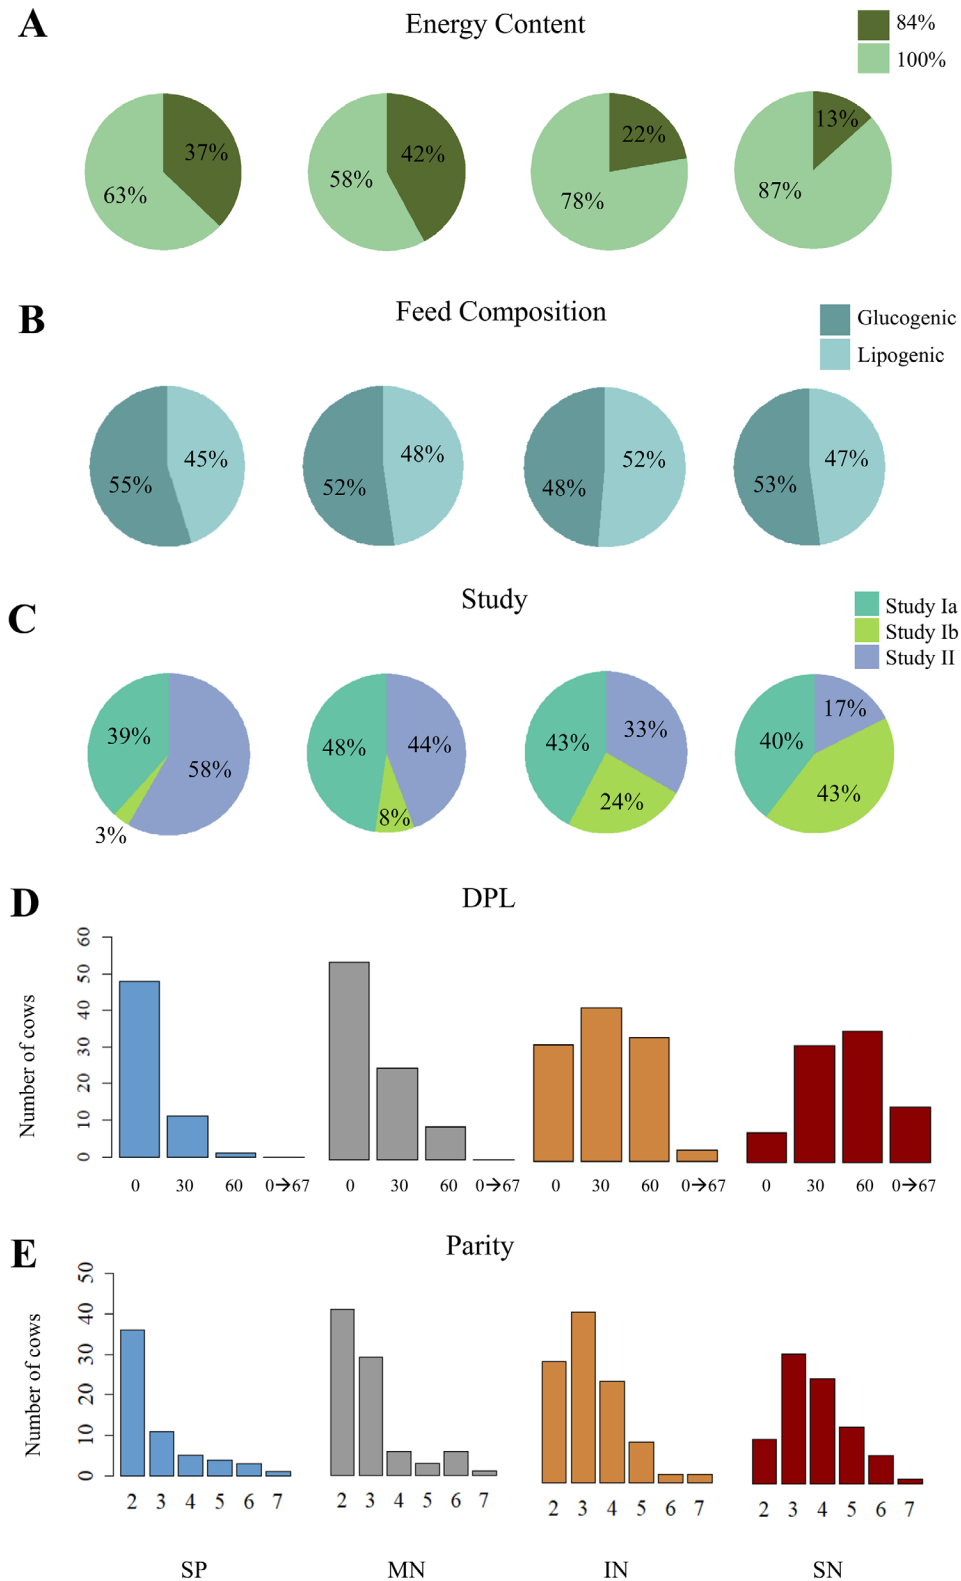 A
Energy Content
84%
100%
37%
63%
42%
58%
22%
78%
13%
87%
B
Feed Composition
Glucogenic
Lipogenic
45%
55%
48%
52%
52%
48%
47%
53%
C
Study
Study Ia
Study Ib
Study II
39%
58%
3%
48%
44%
8%
43%
33%
24%
40%
17%
43%
D
DPL
Number of cows
60
50
40
30
20
10
0
0 30 60 0→67
0 30 60 0→67
0 30 60 0→67
0 30 60 0→67
E
Parity
Number of cows
50
40
30
20
10
0
2 3 4 5 6 7
2 3 4 5 6 7
2 3 4 5 6 7
2 3 4 5 6 7
SP MN IN SN